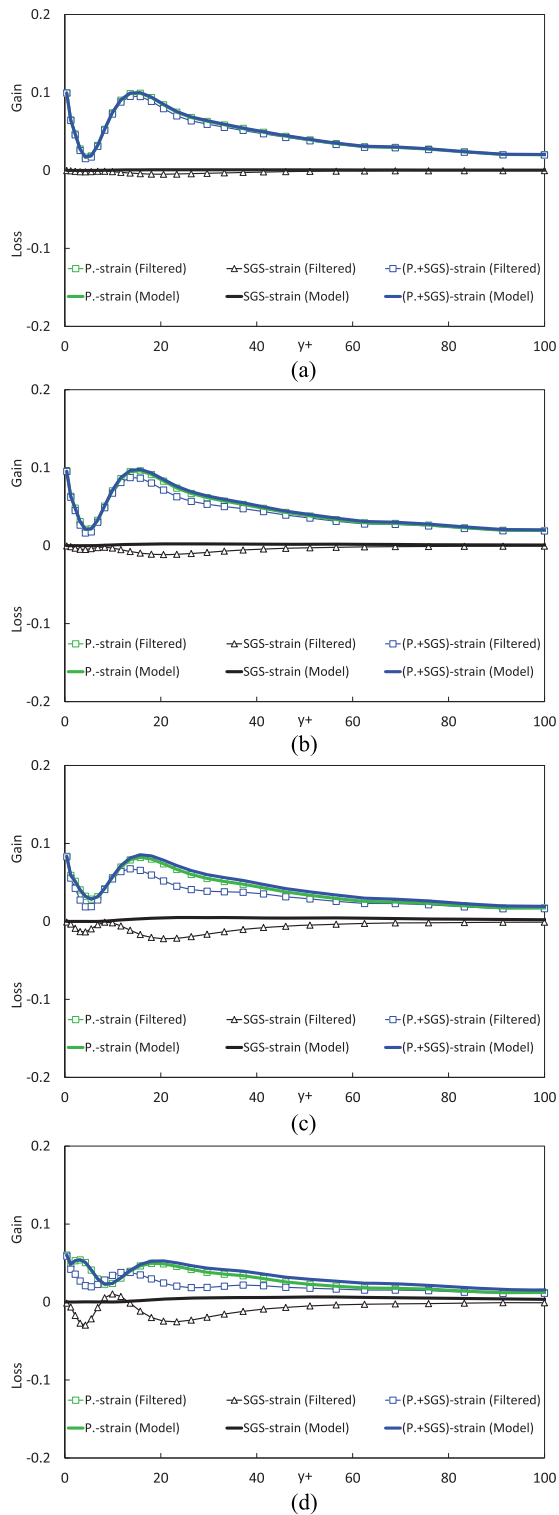 0.2
0.1
Gain
0
-0.1
Loss
P.-strain (Filtered) SGS-strain (Filtered) (P.+SGS)-strain (Filtered)
P.-strain (Model) SGS-strain (Model) (P.+SGS)-strain (Model)
-0.2
0 20 40 y+ 60 80 100
(a)
0.2
0.1
Gain
0
-0.1
Loss
P.-strain (Filtered) SGS-strain (Filtered) (P.+SGS)-strain (Filtered)
P.-strain (Model) SGS-strain (Model) (P.+SGS)-strain (Model)
-0.2
0 20 40 y+ 60 80 100
(b)
0.2
0.1
Gain
0
-0.1
Loss
P.-strain (Filtered) SGS-strain (Filtered) (P.+SGS)-strain (Filtered)
P.-strain (Model) SGS-strain (Model) (P.+SGS)-strain (Model)
-0.2
0 20 40 y+ 60 80 100
(c)
0.2
0.1
Gain
0
-0.1
Loss
P.-strain (Filtered) SGS-strain (Filtered) (P.+SGS)-strain (Filtered)
P.-strain (Model) SGS-strain (Model) (P.+SGS)-strain (Model)
-0.2
0 20 40 y+ 60 80 100
(d)